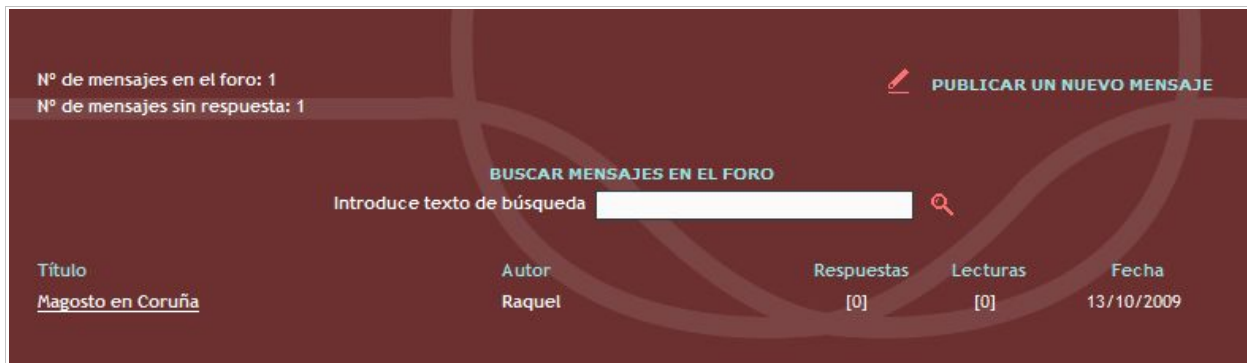 Nº de mensajes en el foro: 1
Nº de mensajes sin respuesta: 1
PUBLICAR UN NUEVO MENSAJE
BUSCAR MENSAJES EN EL FORO
Introduce texto de búsqueda
Título Autor Respuestas Lecturas Fecha
Magosto en Coruña Raquel [0] [0] 13/10/2009